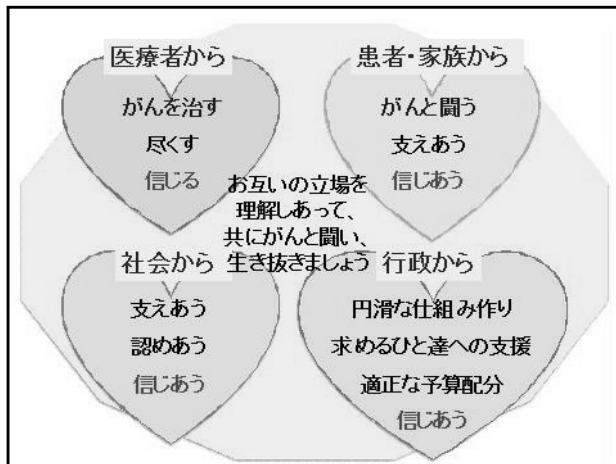 医療者から
がんを治す
尽くす
信じる
患者・家族から
がんと闘う
支えあう
信じあう
お互いの立場を
理解しあって、
共にがんと闘い、
生き抜きましょう
社会から
支えあう
認めあう
信じあう
行政から
円滑な仕組み作り
求めるひと達への支援
適正な予算配分
信じあう